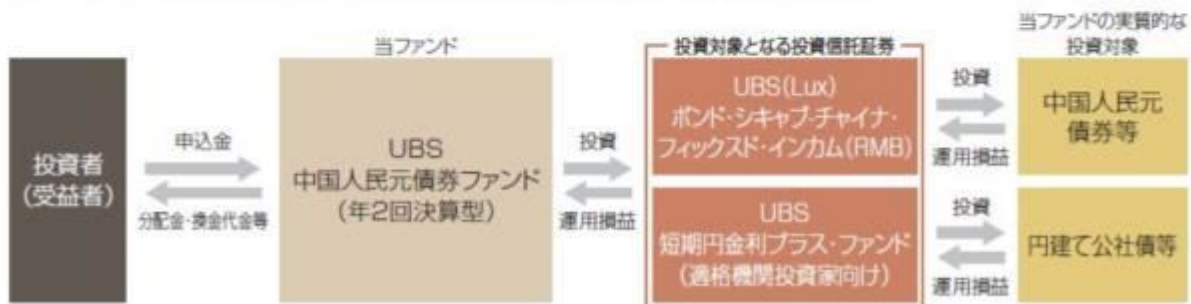 投資者
(受益者)
申込金
分配金・換金代金等
当ファンド
UBS
中国人民元債券ファンド
(年2回決算型)
投資
運用損益
投資対象となる投資信託証券
UBS(Lux)
ボンド・シキャブ・チャイナ・
フィックスド・インカム(RMB)
UBS
短期円金利プラス・ファンド
(適格機関投資家向け)
投資
運用損益
投資
運用損益
当ファンドの実質的な
投資対象
中国人民元
債券等
円建て公社債等